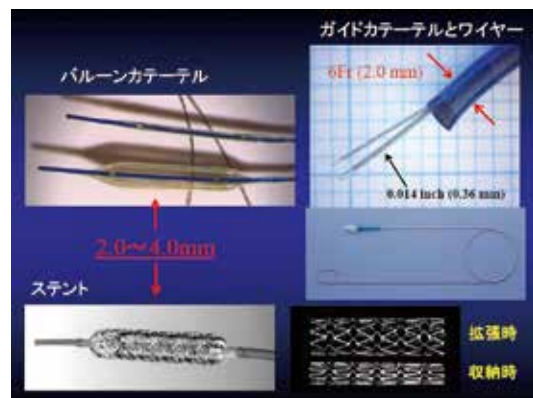 ガイドカテーテルとワイヤー
バルーンカテーテル
6Fr (2.0 mm)
0.014 inch (0.36 mm)
2.0〜4.0mm
ステント
拡張時
収納時